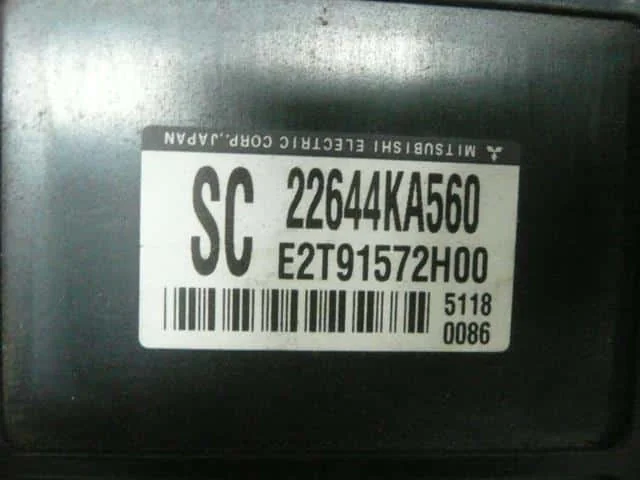 MITSUBISHI ELECTRIC CORP., JAPAN
SC 22644KA560
E2T91572H00
5118
0086